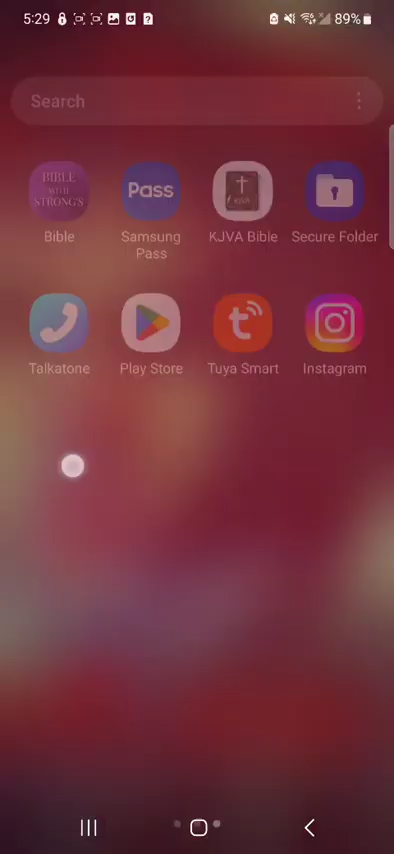 5:29
89%
Search
BIBLE
WITH
STRONG'S
Pass
KJVA
Bible
Samsung
Pass
KJVA Bible
Secure Folder
Talkatone
Play Store
Tuya Smart
Instagram